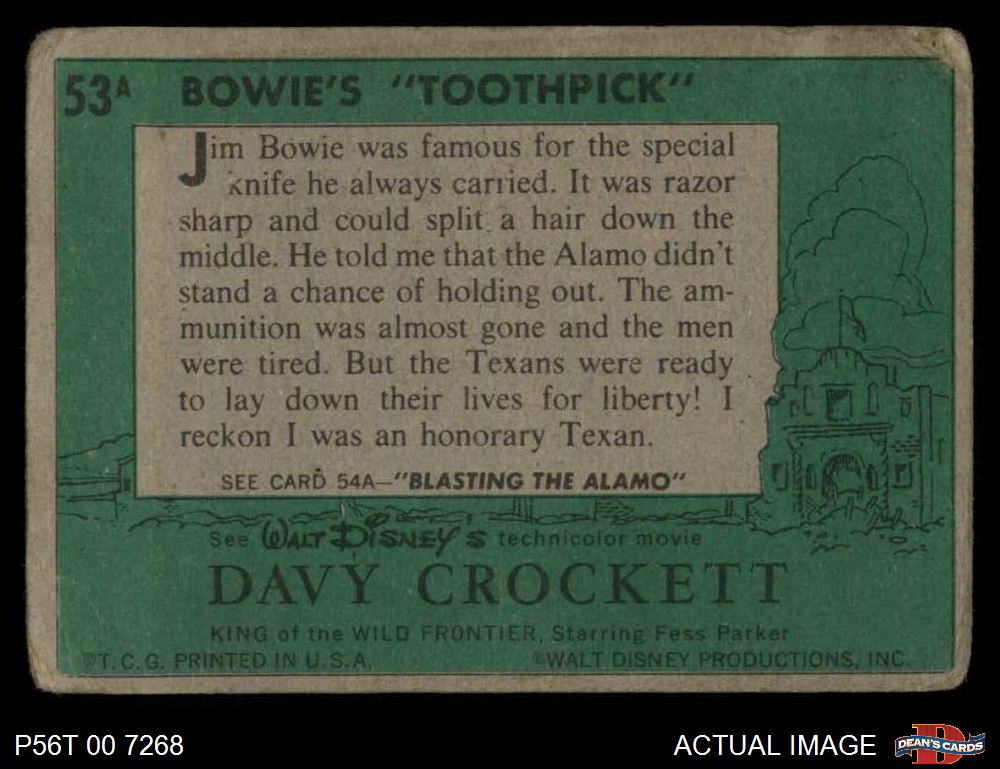 53A BOWIE'S "TOOTHPICK"
Jim Bowie was famous for the special
knife he always carried. It was razor
sharp and could split a hair down the
middle. He told me that the Alamo didn't
stand a chance of holding out. The am-
munition was almost gone and the men
were tired. But the Texans were ready
to lay down their lives for liberty! I
reckon I was an honorary Texan.
SEE CARD 54A—"BLASTING THE ALAMO"
See WALT DISNEY'S technicolor movie
DAVY CROCKETT
KING of the WILD FRONTIER, Starring Fess Parker
©T.C.G. PRINTED IN U.S.A. ©WALT DISNEY PRODUCTIONS, INC.
P56T 00 7268 ACTUAL IMAGE D DEAN'S CARDS